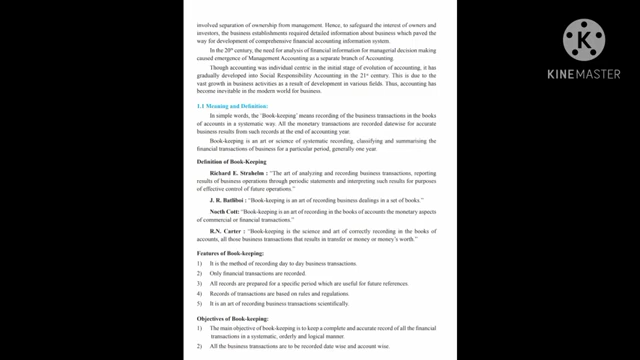 involved separation of ownership from management. Hence, to safeguard the interest of owners and
investors, the business establishments required detailed information about business which paved the
way for development of comprehensive financial accounting information system.
In the 20th century, the need for analysis of financial information for managerial decision making
caused emergence of Management Accounting as a separate branch of Accounting.
Though accounting was individual centric in the initial stage of evolution of accounting, it has
gradually developed into Social Responsibility Accounting in the 21st century. This is due to the
vast growth in business activities as a result of development in various fields. Thus, accounting has
become inevitable in the modern world for business.
1.1 Meaning and Definition:
In simple words, the 'Book-keeping' means recording of the business transactions in the books
of accounts in a systematic way. All the monetary transactions are recorded datewise for accurate
business results from such records at the end of accounting year.
Book-keeping is an art or science of systematic recording, classifying and summarising the
financial transactions of business for a particular period, generally one year.
Definition of Book-Keeping
Richard E. Strahelm : "The art of analyzing and recording business transactions, reporting
results of business operations through periodic statements and interpreting such results for purposes
of effective control of future operations."
J. R. Batliboi : "Book-keeping is an art of recording business dealings in a set of books."
North Cott: "Book-keeping is an art of recording in the books of accounts the monetary aspects
of commercial or financial transactions."
R.N. Carter : "Book-keeping is the science and art of correctly recording in the books of
accounts, all those business transactions that results in transfer or money or money's worth."
Features of Book-keeping:
1) It is the method of recording day to day business transactions.
2) Only financial transactions are recorded.
3) All records are prepared for a specific period which are useful for future references.
4) Records of transactions are based on rules and regulations.
5) It is an art of recording business transactions scientifically.
Objectives of Book-keeping:
1) The main objective of book-keeping is to keep a complete and accurate record of all the financial
transactions in a systematic, orderly and logical manner.
2) All the business transactions are to be recorded date wise and account wise.
K
KINEMASTER